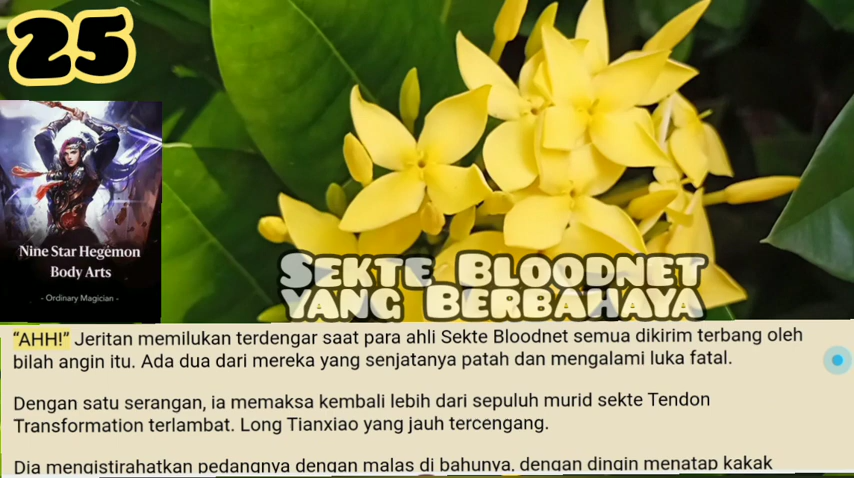 25
Nine Star Hegemon
Body Arts
- Ordinary Magician -
SEKTE BLOODNET
YANG BERBAHAYA
“AHH!” Jeritan memilukan terdengar saat para ahli Sekte Bloodnet semua dikirim terbang oleh
bilah angin itu. Ada dua dari mereka yang senjatanya patah dan mengalami luka fatal.
Dengan satu serangan, ia memaksa kembali lebih dari sepuluh murid sekte Tendon
Transformation terlambat. Long Tianxiao yang jauh tercengang.
Dia mengistirahatkan pedangnya dengan malas di bahunya, dengan dingin menatap kakak